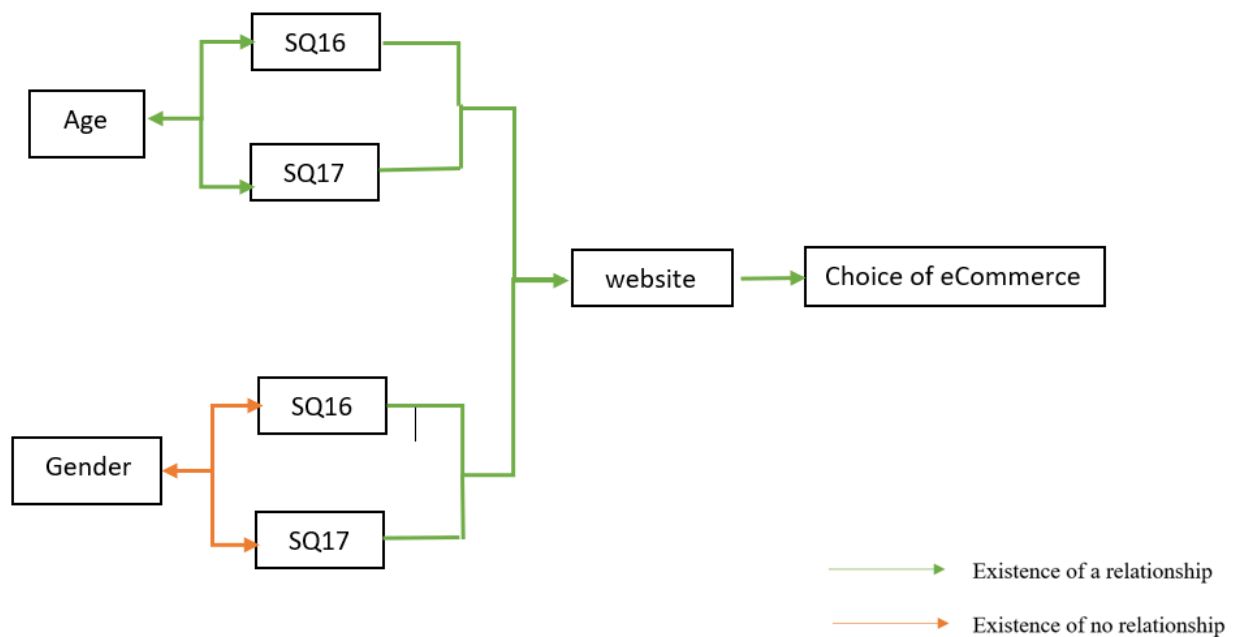 SQ16
Age
SQ17
website
Choice of eCommerce
SQ16
Gender
SQ17
Existence of a relationship
Existence of no relationship